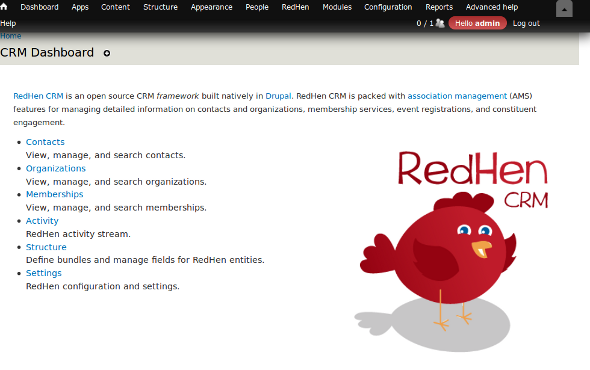 Dashboard Apps Content Structure Appearance People RedHen Modules Configuration Reports Advanced help
Help 0 / 1 Hello admin Log out
Home
CRM Dashboard
RedHen CRM is an open source CRM framework built natively in Drupal. RedHen CRM is packed with association management (AMS)
features for managing detailed information on contacts and organizations, membership services, event registrations, and constituent
engagement.
Contacts
View, manage, and search contacts.
Organizations
View, manage, and search organizations.
Memberships
View, manage, and search memberships.
Activity
RedHen activity stream.
Structure
Define bundles and manage fields for RedHen entities.
Settings
RedHen configuration and settings.
RedHen
CRM